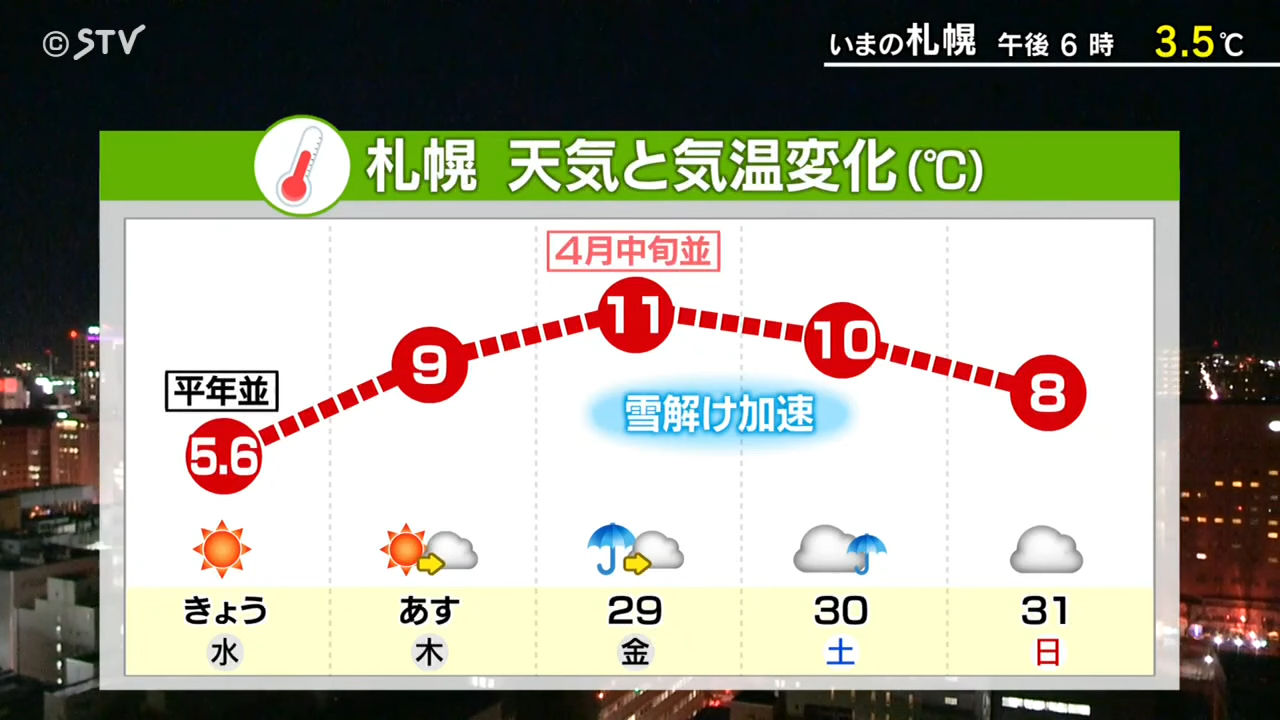 © STV
いまの札幌 午後6時 3.5℃
札幌 天気と気温変化(℃)
4月中旬並
平年並
5.6
9
11
10
8
雪解け加速
きょう
あす
29
30
31
水
木
金
土
日